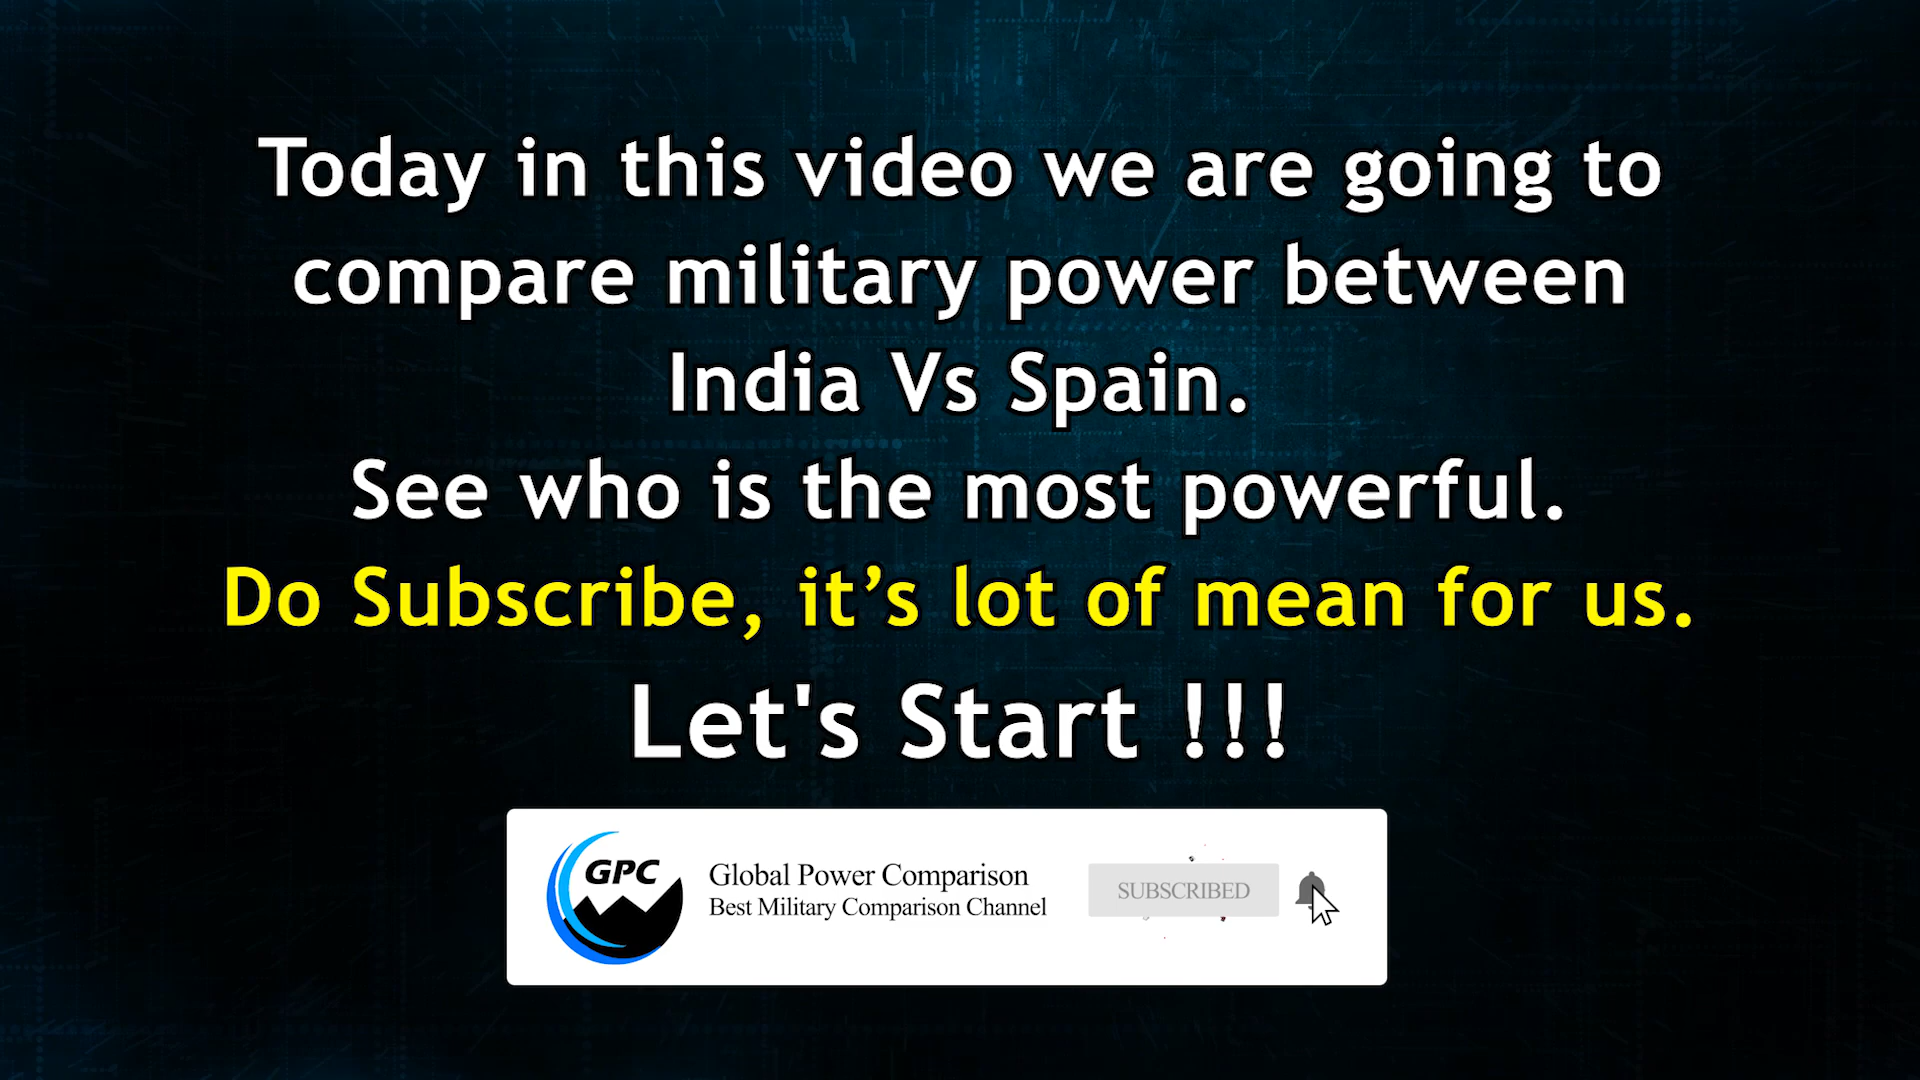 Today in this video we are going to
compare military power between
India Vs Spain.
See who is the most powerful.
Do Subscribe, it’s lot of mean for us.
Let's Start !!!
GPC
Global Power Comparison
Best Military Comparison Channel
SUBSCRIBED